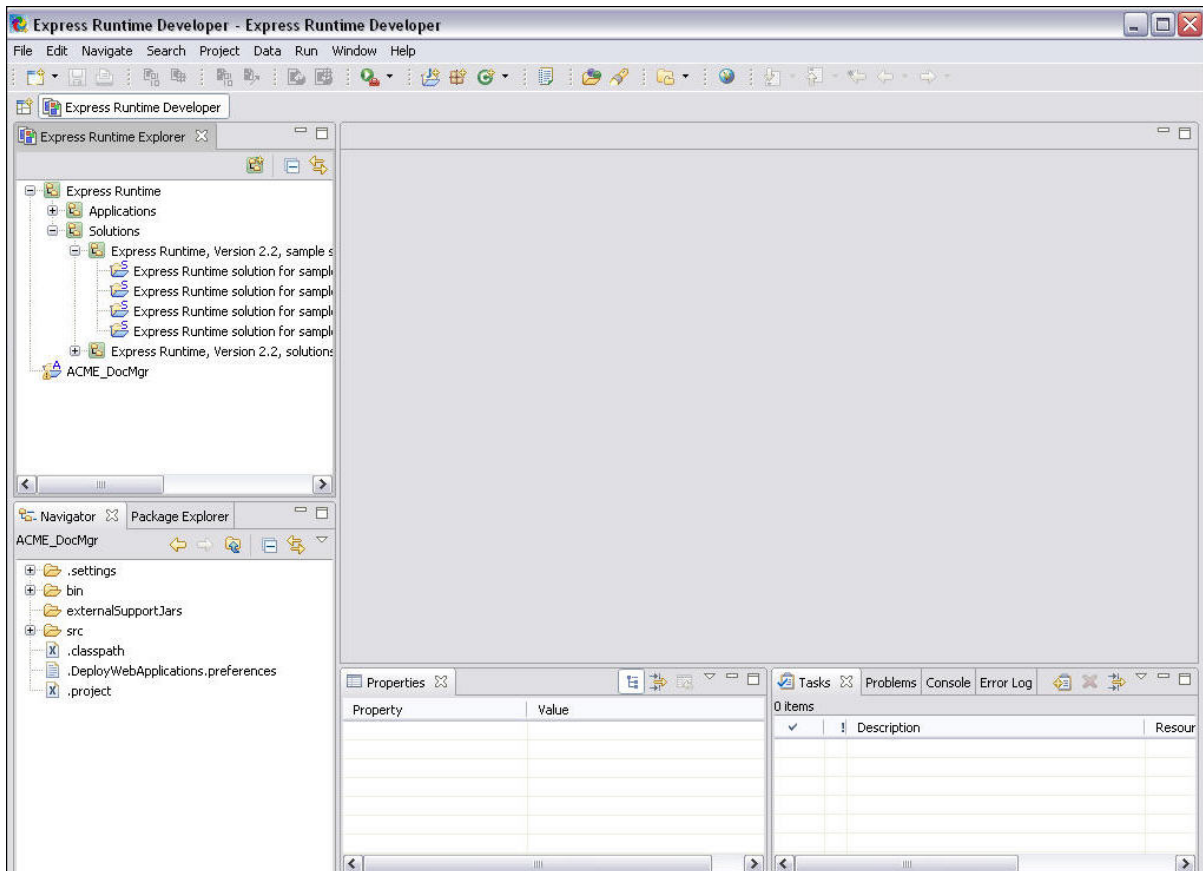 Express Runtime Developer - Express Runtime Developer
File Edit Navigate Search Project Data Run Window Help
Express Runtime Developer
Express Runtime Explorer
Express Runtime
Applications
Solutions
Express Runtime, Version 2.2, sample s
Express Runtime solution for sampl
Express Runtime solution for sampl
Express Runtime solution for sampl
Express Runtime solution for sampl
Express Runtime, Version 2.2, solutions
ACME_DocMgr
Navigator Package Explorer
ACME_DocMgr
.settings
bin
externalSupportJars
src
.classpath
.DeployWebApplications.preferences
.project
Properties
Property Value
Tasks Problems Console Error Log
0 items
! Description Resour